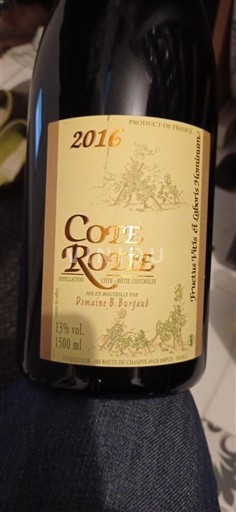 PRODUCT OF FRANCE
2016
COTE
ROTIE
APPELLATION CÔTE-RÔTIE CONTRÔLÉE
MIS EN BOUTEILLE PAR
Domaine B. Burgaud
13% vol.
1500 ml
Fructus Vitis et Laboris Hominum